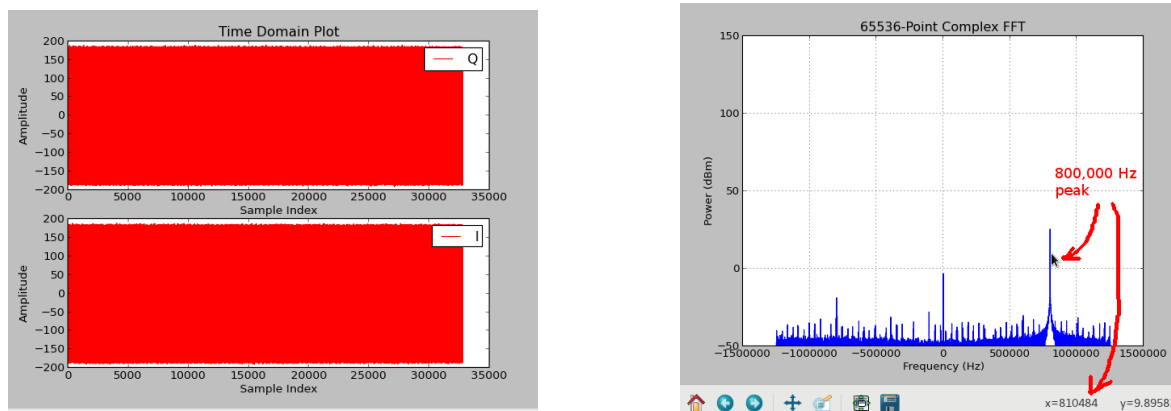 Time Domain Plot
200
150
100
50
0
−50
−100
−150
−200
Amplitude
Q
0 5000 10000 15000 20000 25000 30000 35000
Sample Index
200
150
100
50
0
−50
−100
−150
−200
Amplitude
I
0 5000 10000 15000 20000 25000 30000 35000
Sample Index
65536-Point Complex FFT
150
100
50
0
−50
Power (dBm)
800,000 Hz
peak
−1500000 −1000000 −500000 0 500000 1000000 1500000
Frequency (Hz)
x=810484 y=9.8958